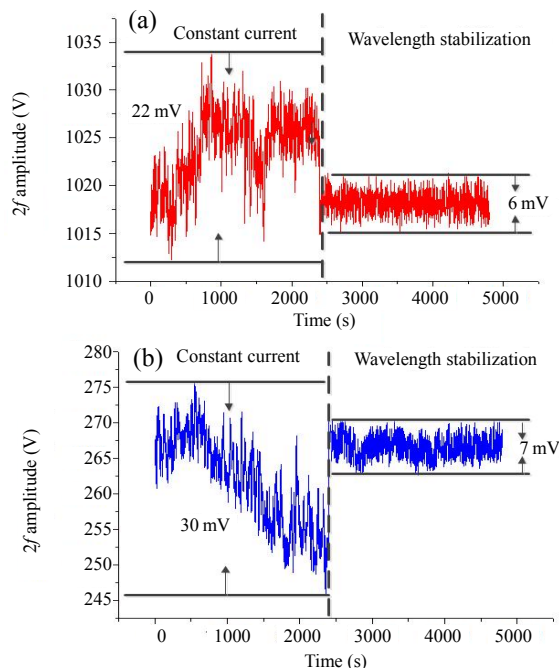 (a)
Constant current
Wavelength stabilization
1035
1030
1025
1020
1015
1010
2f amplitude (V)
22 mV
6 mV
0 1000 2000 3000 4000 5000
Time (s)
(b)
Constant current
Wavelength stabilization
280
275
270
265
260
255
250
245
2f amplitude (V)
30 mV
7 mV
0 1000 2000 3000 4000 5000
Time (s)